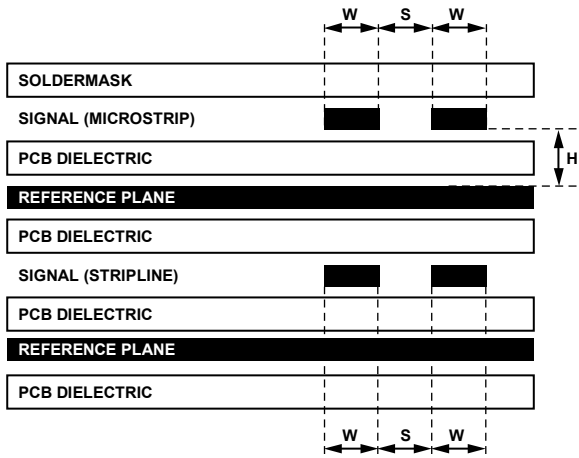 W S W
SOLDERMASK
SIGNAL (MICROSTRIP)
H
PCB DIELECTRIC
REFERENCE PLANE
PCB DIELECTRIC
SIGNAL (STRIPLINE)
PCB DIELECTRIC
REFERENCE PLANE
PCB DIELECTRIC
W S W